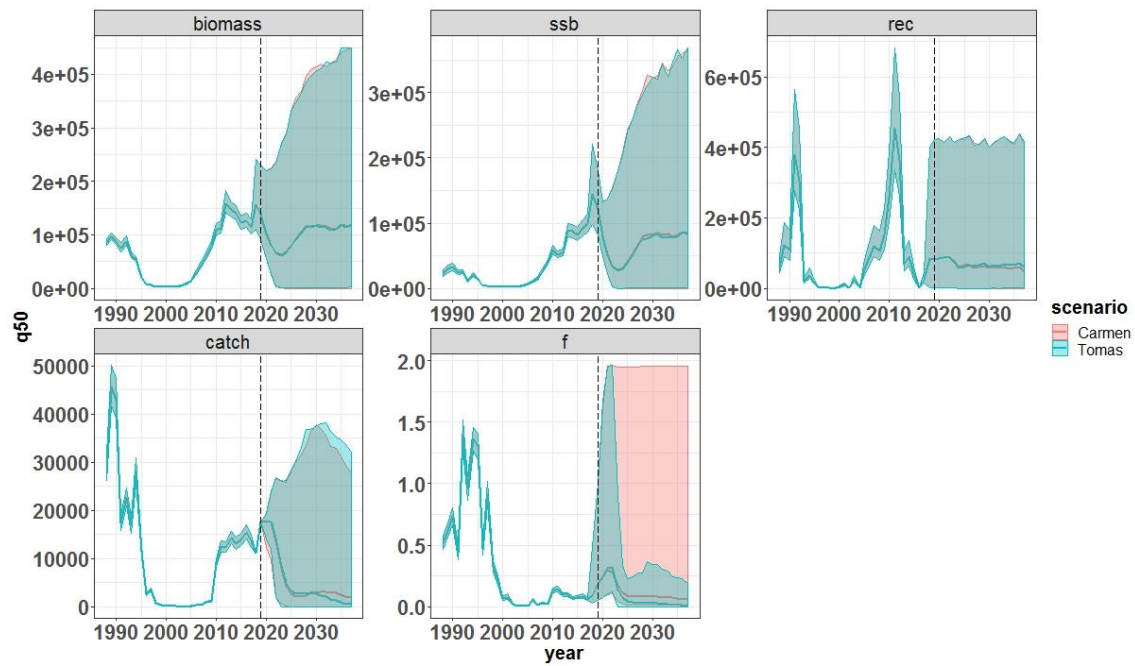 biomass
ssb
rec
4e+05
3e+05
2e+05
1e+05
0e+00
3e+05
2e+05
1e+05
0e+00
6e+05
4e+05
2e+05
0e+00
1990 2000 2010 2020 2030
1990 2000 2010 2020 2030
1990 2000 2010 2020 2030
q50
catch
f
50000
40000
30000
20000
10000
0
2.0
1.5
1.0
0.5
0.0
1990 2000 2010 2020 2030
1990 2000 2010 2020 2030
year
scenario
Carmen
Tomas